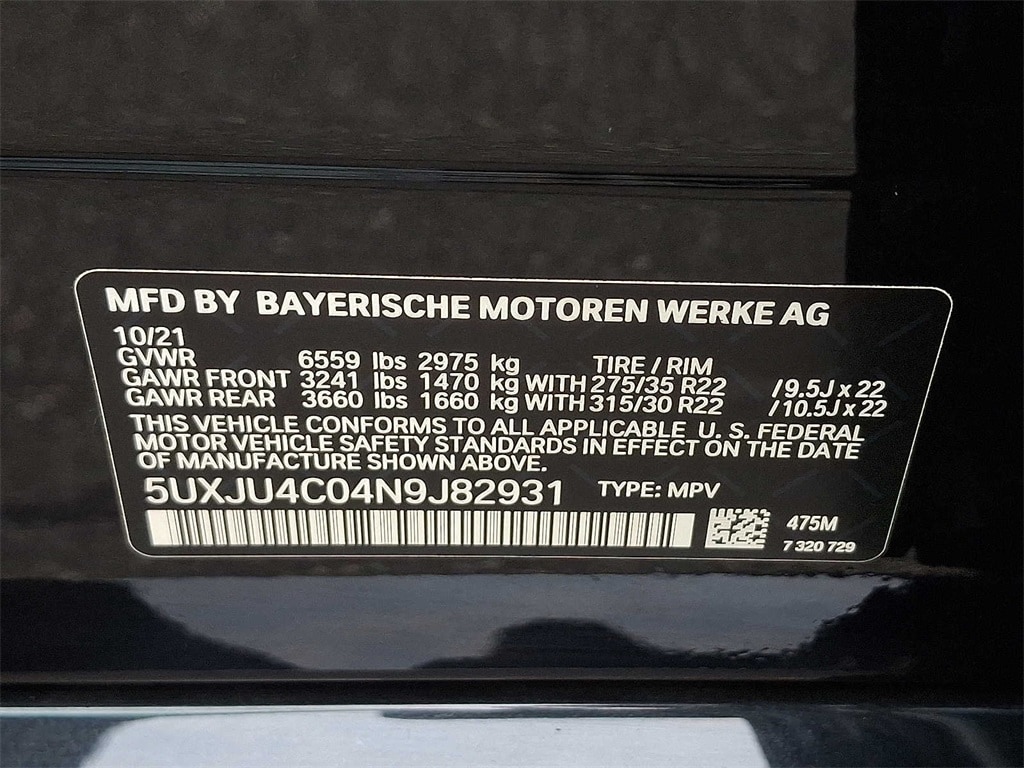 MFD BY BAYERISCHE MOTOREN WERKE AG
10/21
GVWR 6559 lbs 2975 kg TIRE / RIM
GAWR FRONT 3241 lbs 1470 kg WITH 275/35 R22 /9.5J x 22
GAWR REAR 3660 lbs 1660 kg WITH 315/30 R22 /10.5J x 22
THIS VEHICLE CONFORMS TO ALL APPLICABLE U. S. FEDERAL
MOTOR VEHICLE SAFETY STANDARDS IN EFFECT ON THE DATE
OF MANUFACTURE SHOWN ABOVE.
5UXJU4C04N9J82931 TYPE: MPV
475M
7 320 729